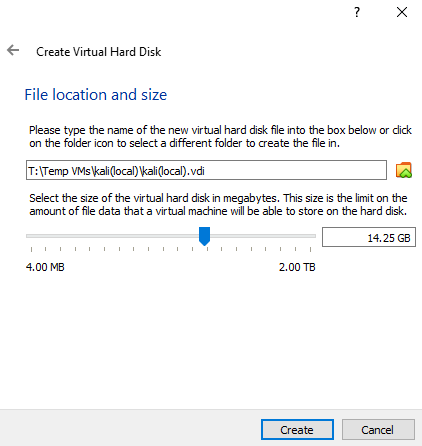 ?
Create Virtual Hard Disk
File location and size
Please type the name of the new virtual hard disk file into the box below or click
on the folder icon to select a different folder to create the file in.
T:\Temp VMs\kali(local)\kali(local).vdi
Select the size of the virtual hard disk in megabytes. This size is the limit on the
amount of file data that a virtual machine will be able to store on the hard disk.
14.25 GB
4.00 MB 2.00 TB
Create Cancel